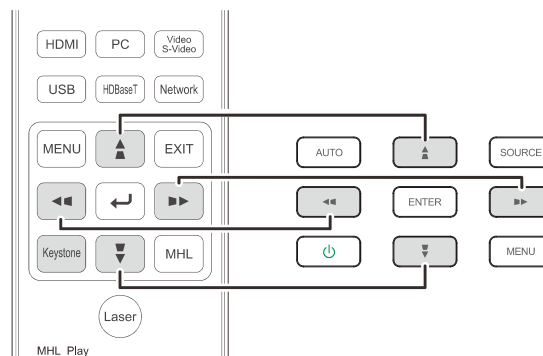 HDMI
PC
Video
S-Video
USB
HDBaseT
Network
MENU
EXIT
Keystone
MHL
Laser
MHL Play
AUTO
SOURCE
ENTER
MENU